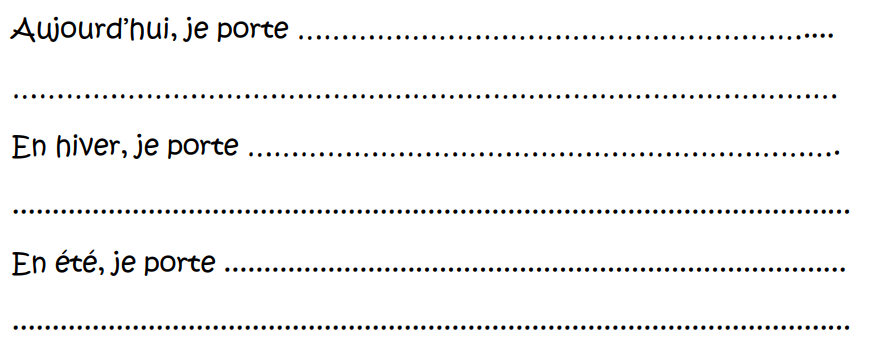 Aujourd'hui, je porte ................................................................
................................................................................
En hiver, je porte ................................................................
................................................................................
En été, je porte ................................................................
................................................................................